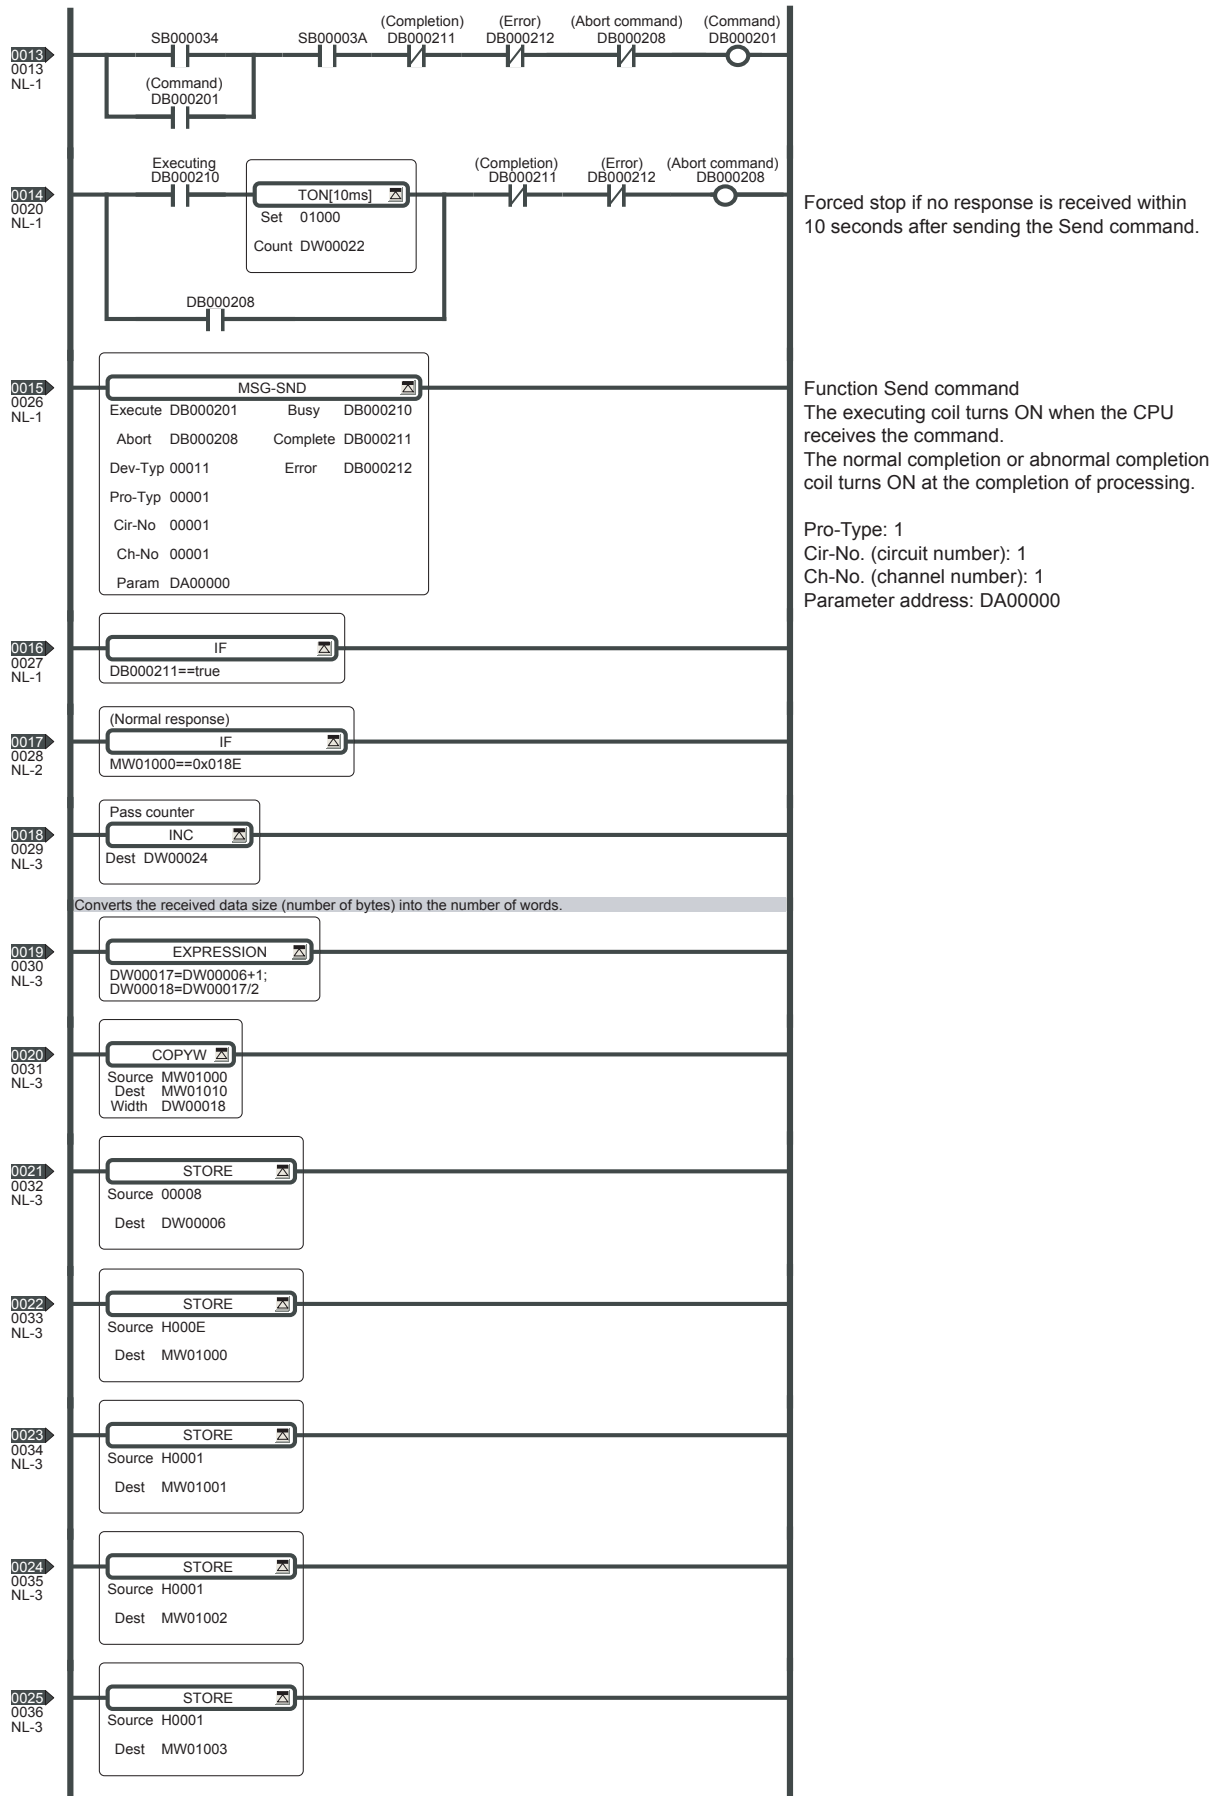 (Completion) (Error) (Abort command) (Command)
SB000034 SB00003A DB000211 DB000212 DB000208 DB000201
0013
0013
NL-1
(Command)
DB000201
Executing (Completion) (Error) (Abort command)
DB000210 DB000211 DB000212 DB000208
0014
0020
NL-1
TON[10ms]
Set 01000
Count DW00022
DB000208
Forced stop if no response is received within
10 seconds after sending the Send command.
0015
0026
NL-1
MSG-SND
Execute DB000201 Busy DB000210
Abort DB000208 Complete DB000211
Dev-Typ 00011 Error DB000212
Pro-Typ 00001
Cir-No 00001
Ch-No 00001
Param DA00000
Function Send command
The executing coil turns ON when the CPU
receives the command.
The normal completion or abnormal completion
coil turns ON at the completion of processing.
Pro-Type: 1
Cir-No. (circuit number): 1
Ch-No. (channel number): 1
Parameter address: DA00000
0016
0027
NL-1
IF
DB000211==true
0017
0028
NL-2
(Normal response)
IF
MW01000==0x018E
0018
0029
NL-3
Pass counter
INC
Dest DW00024
Converts the received data size (number of bytes) into the number of words.
0019
0030
NL-3
EXPRESSION
DW00017=DW00006+1;
DW00018=DW00017/2
0020
0031
NL-3
COPYW
Source MW01000
Dest MW01010
Width DW00018
0021
0032
NL-3
STORE
Source 00008
Dest DW00006
0022
0033
NL-3
STORE
Source H000E
Dest MW01000
0023
0034
NL-3
STORE
Source H0001
Dest MW01001
0024
0035
NL-3
STORE
Source H0001
Dest MW01002
0025
0036
NL-3
STORE
Source H0001
Dest MW01003